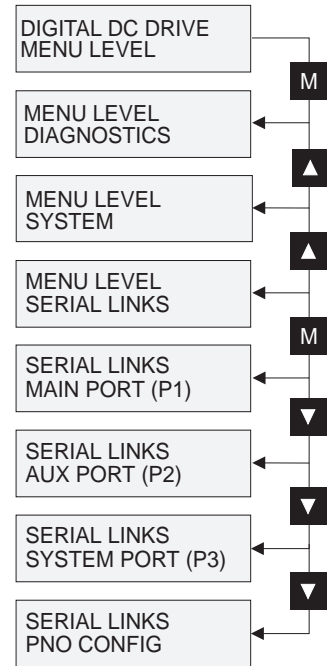 DIGITAL DC DRIVE
MENU LEVEL
M
MENU LEVEL
DIAGNOSTICS
MENU LEVEL
SYSTEM
MENU LEVEL
SERIAL LINKS
M
SERIAL LINKS
MAIN PORT (P1)
SERIAL LINKS
AUX PORT (P2)
SERIAL LINKS
SYSTEM PORT (P3)
SERIAL LINKS
PNO CONFIG